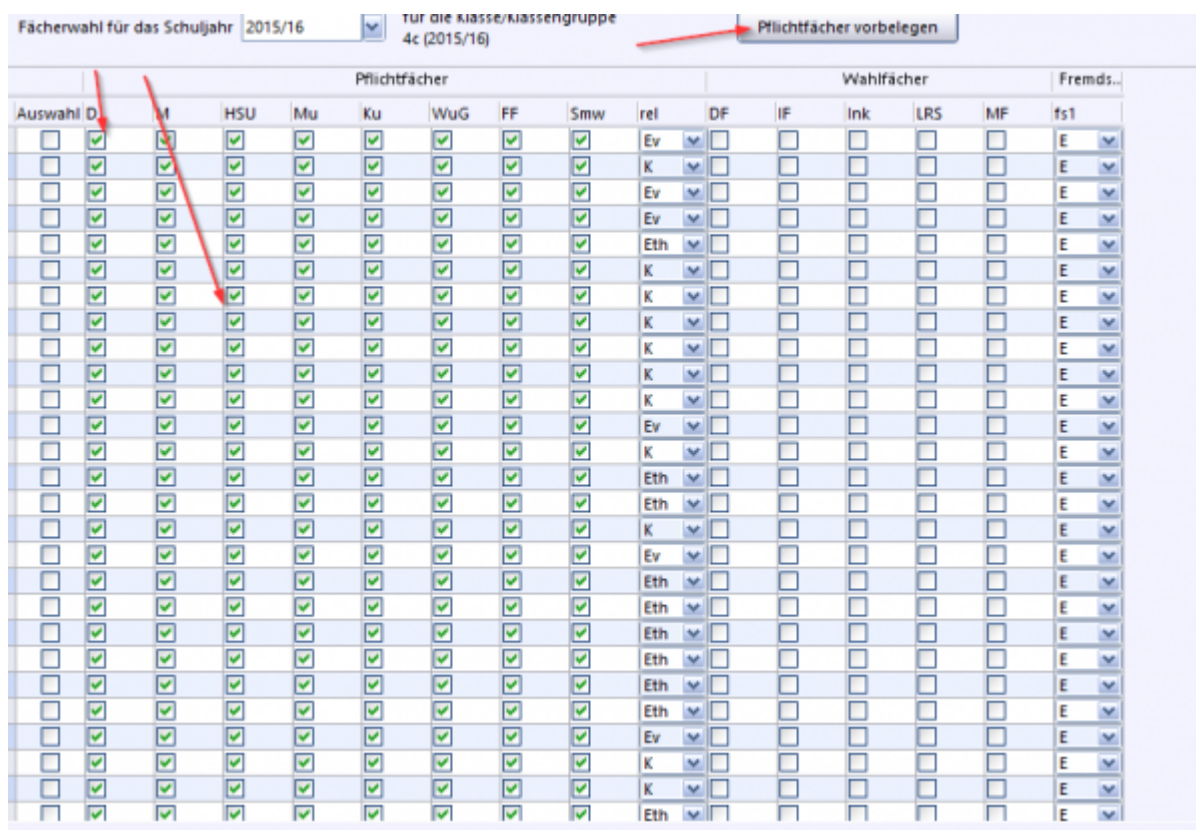 Fächerwahl für das Schuljahr 2015/16 für die Klasse/Klassengruppe Pflichtfächer vorbelegen
4c (2015/16)
Pflichtfächer Wahlfächer Fremds..
Auswahl D M HSU Mu Ku WuG FF Smw rel DF IF Ink LRS MF fs1
Ev E
K E
Ev E
Ev E
Eth E
K E
K E
K E
K E
K E
K E
Ev E
K E
Eth E
Eth E
K E
Ev E
Eth E
Eth E
Eth E
Eth E
Eth E
Eth E
Ev E
K E
K E
Eth E